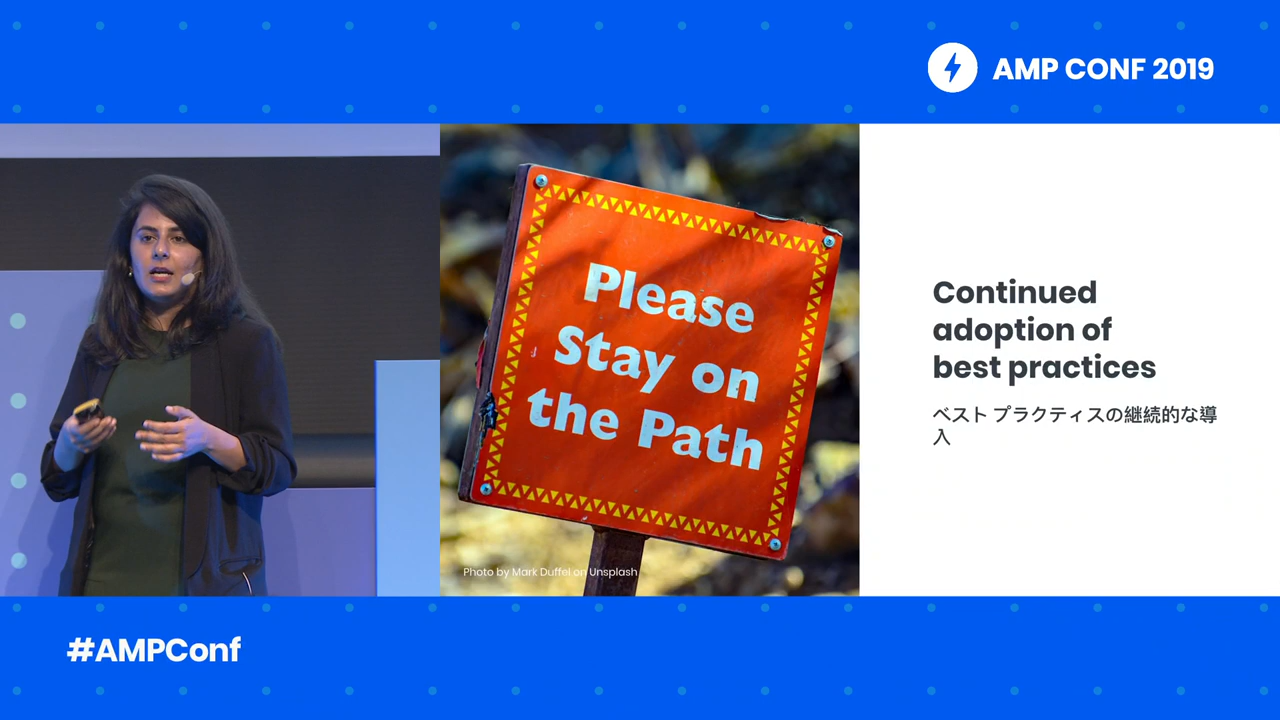 AMP CONF 2019
Please
Stay on
the Path
Photo by Mark Duffel on Unsplash
Continued
adoption of
best practices
ベスト プラクティスの継続的な導
入
#AMPConf